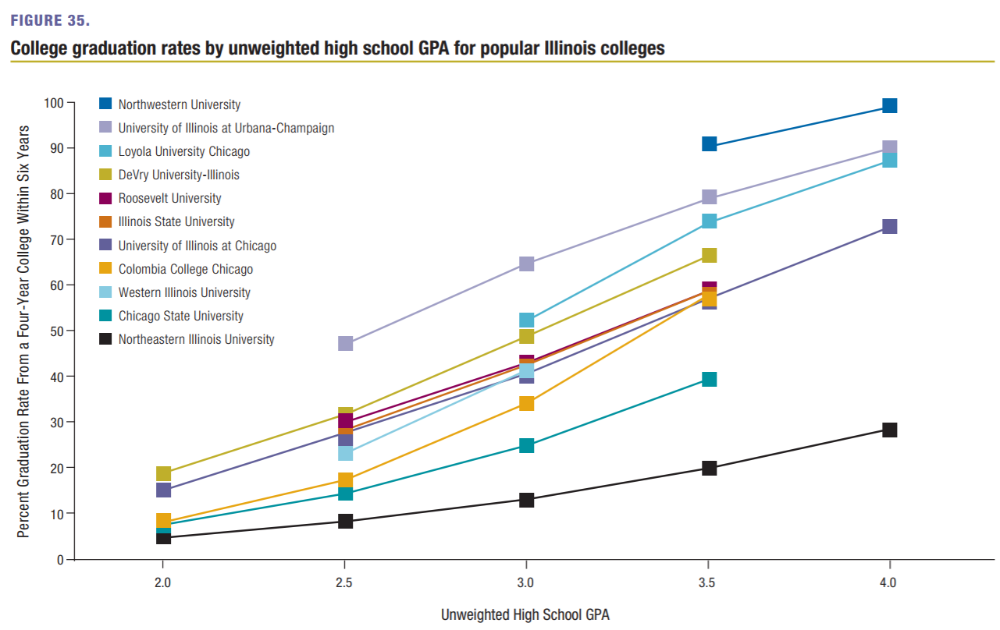 FIGURE 35.
College graduation rates by unweighted high school GPA for popular Illinois colleges
Percent Graduation Rate From a Four-Year College Within Six Years
100
90
80
70
60
50
40
30
20
10
0
Northwestern University
University of Illinois at Urbana-Champaign
Loyola University Chicago
DeVry University-Illinois
Roosevelt University
Illinois State University
University of Illinois at Chicago
Colombia College Chicago
Western Illinois University
Chicago State University
Northeastern Illinois University
2.0 2.5 3.0 3.5 4.0
Unweighted High School GPA